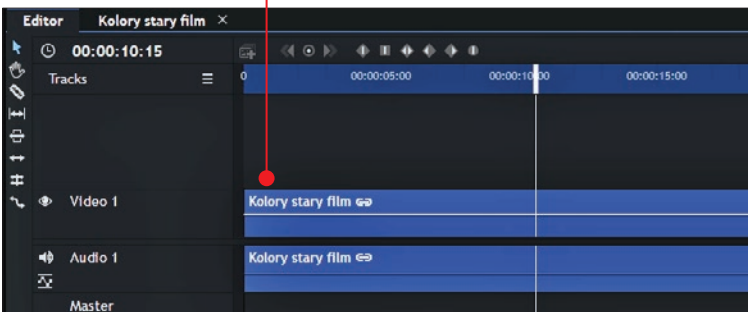 Editor Kolory stary film ×
00:00:10:15
Tracks 0 00:00:05:00 00:00:10:00 00:00:15:00
Video 1 Kolory stary film
Audio 1 Kolory stary film
Master